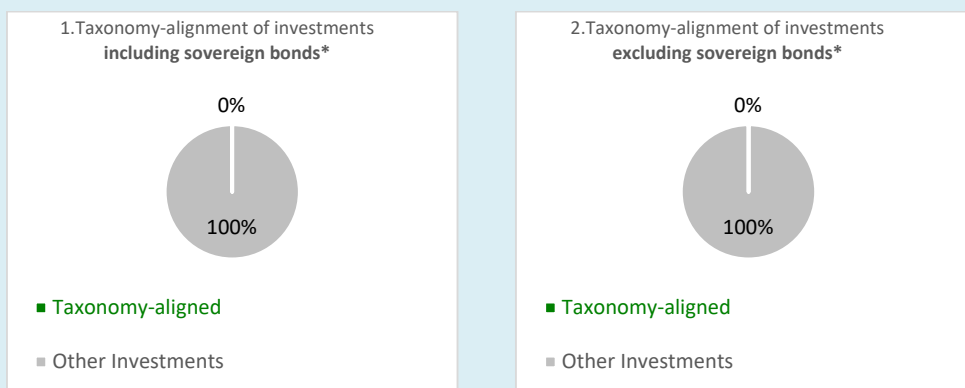 1.Taxonomy-alignment of investments
including sovereign bonds*
0%
100%
Taxonomy-aligned
Other Investments
2.Taxonomy-alignment of investments
excluding sovereign bonds*
0%
100%
Taxonomy-aligned
Other Investments